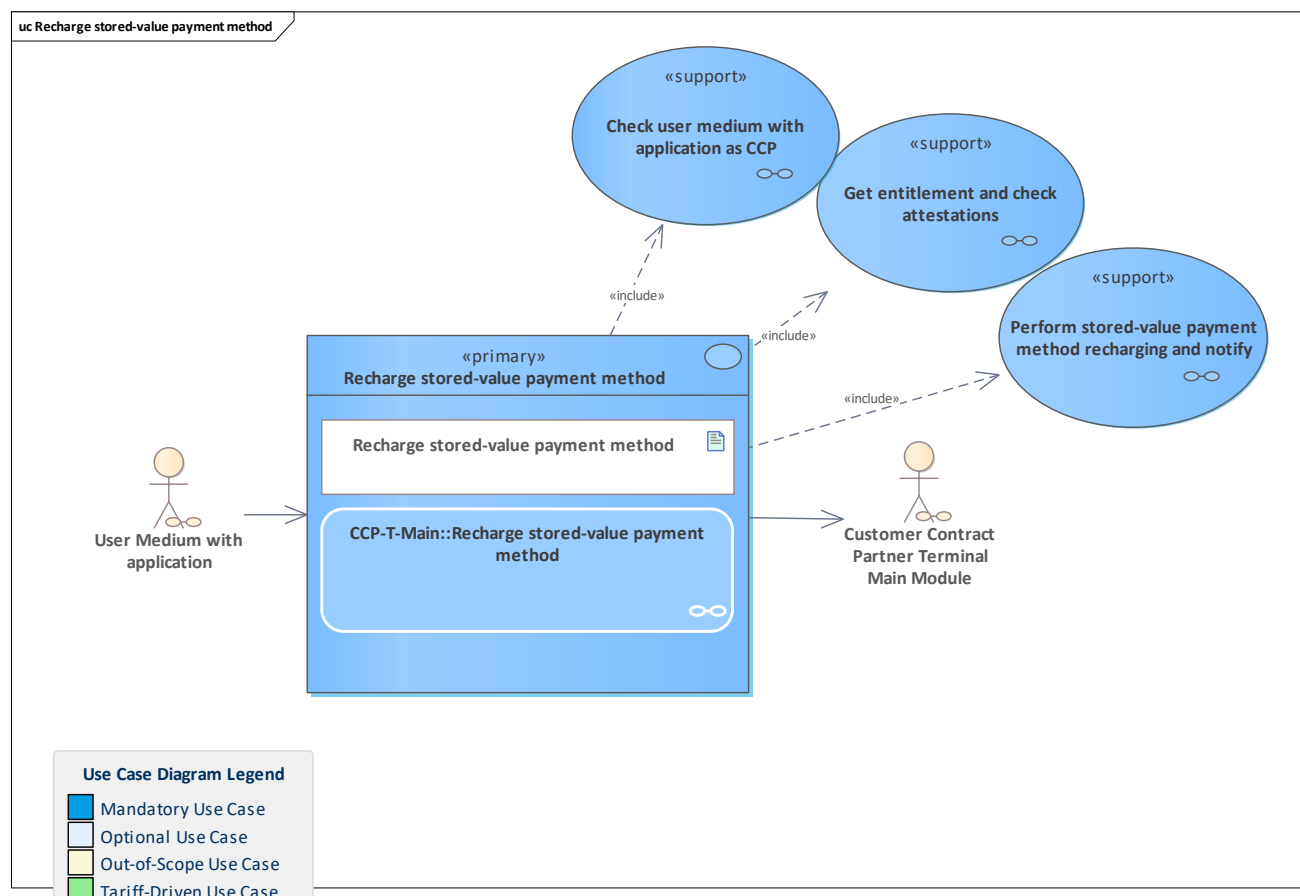 uc Recharge stored-value payment method
«support»
Check user medium with
application as CCP
«support»
Get entitlement and check
attestations
«support»
Perform stored-value payment
method recharging and notify
«include»
«include»
«include»
«primary»
Recharge stored-value payment method
Recharge stored-value payment method
CCP-T-Main::Recharge stored-value payment
method
User Medium with
application
Customer Contract
Partner Terminal
Main Module
Use Case Diagram Legend
Mandatory Use Case
Optional Use Case
Out-of-Scope Use Case
Tariff-Driven Use Case